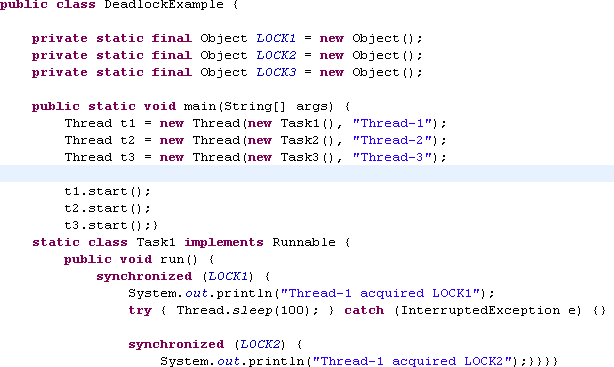 public class DeadlockExample {
private static final Object LOCK1 = new Object();
private static final Object LOCK2 = new Object();
private static final Object LOCK3 = new Object();
public static void main(String[] args) {
Thread t1 = new Thread(new Task1(), "Thread-1");
Thread t2 = new Thread(new Task2(), "Thread-2");
Thread t3 = new Thread(new Task3(), "Thread-3");
t1.start();
t2.start();
t3.start();}
static class Task1 implements Runnable {
public void run() {
synchronized (LOCK1) {
System.out.println("Thread-1 acquired LOCK1");
try { Thread.sleep(100); } catch (InterruptedException e) {}
synchronized (LOCK2) {
System.out.println("Thread-1 acquired LOCK2");}}}}